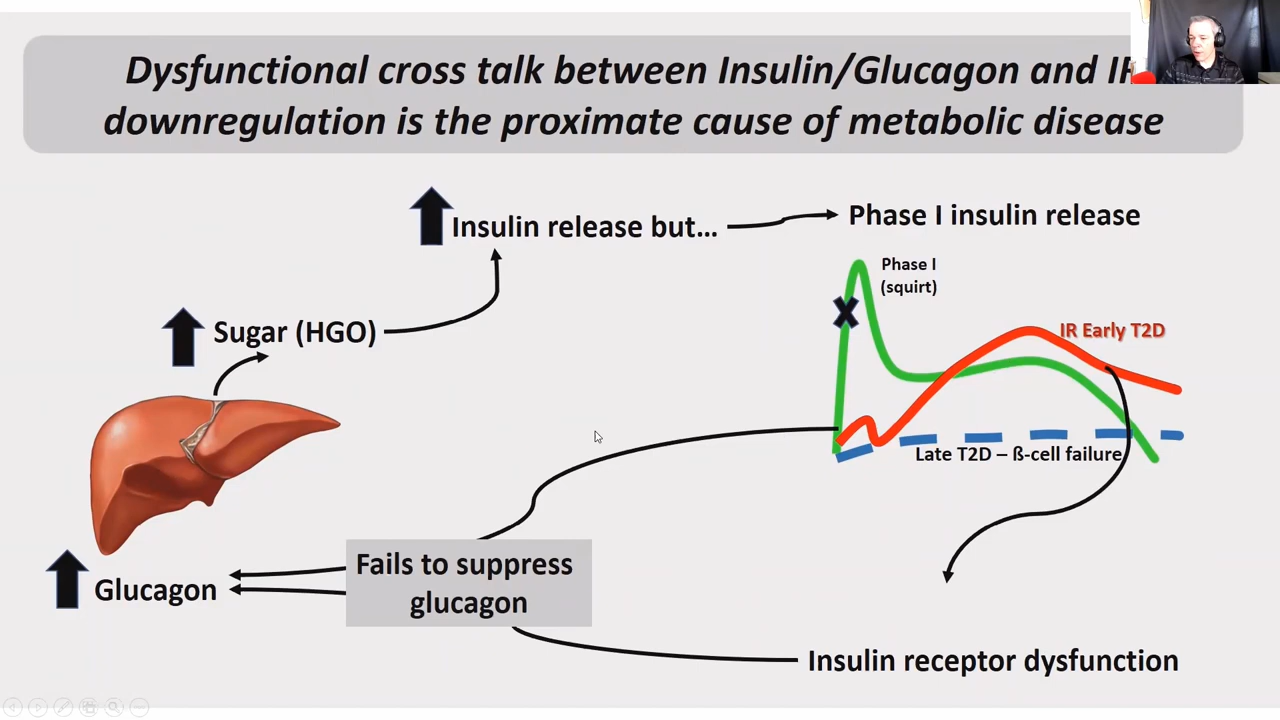 Dysfunctional cross talk between Insulin/Glucagon and
downregulation is the proximate cause of metabolic disease
Insulin release but...
Phase I insulin release
Phase I
(squirt)
Sugar (HGO)
IR Early T2D
Late T2D – ß-cell failure
Fails to suppress
glucagon
Glucagon
Insulin receptor dysfunction